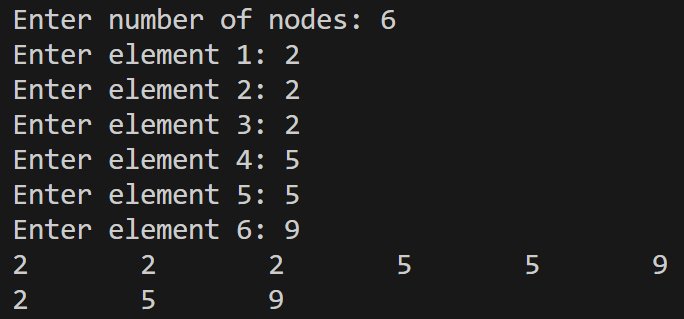 Enter number of nodes: 6
Enter element 1: 2
Enter element 2: 2
Enter element 3: 2
Enter element 4: 5
Enter element 5: 5
Enter element 6: 9
2       2       2       5       5       9
2       5       9